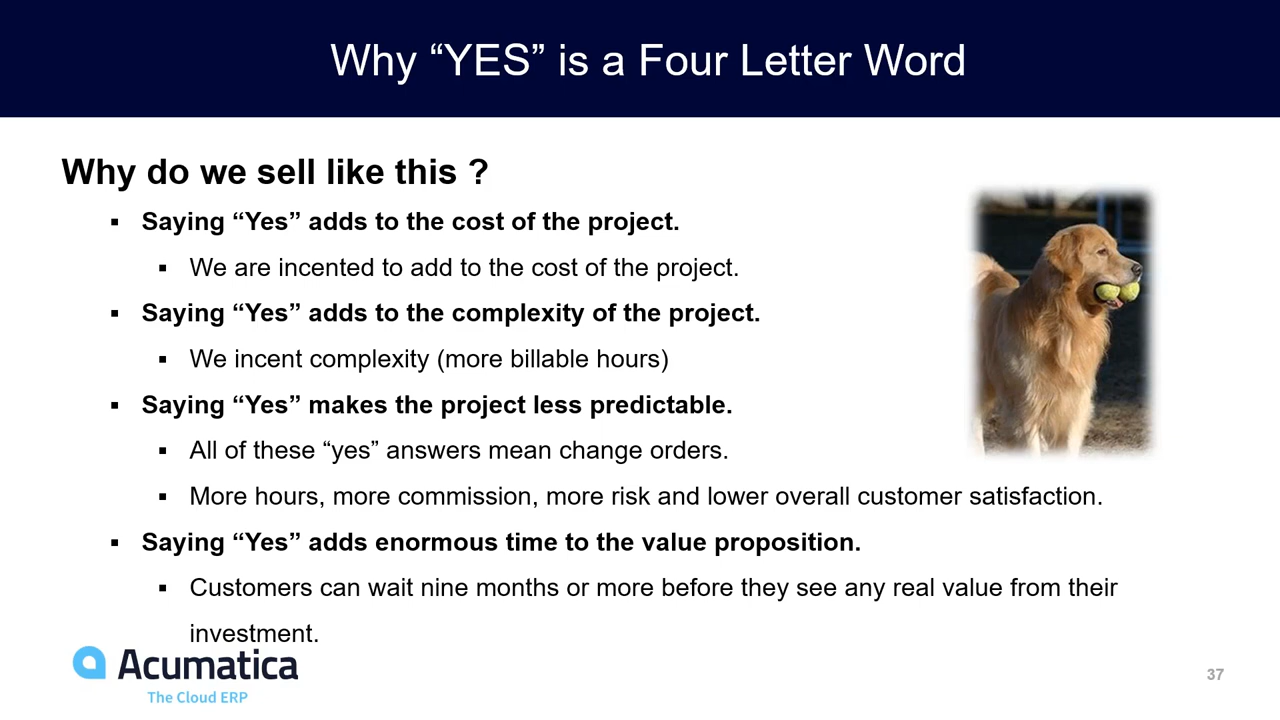 Why “YES” is a Four Letter Word
Why do we sell like this ?
▪ Saying “Yes” adds to the cost of the project.
▪ We are incented to add to the cost of the project.
▪ Saying “Yes” adds to the complexity of the project.
▪ We incent complexity (more billable hours)
▪ Saying “Yes” makes the project less predictable.
▪ All of these “yes” answers mean change orders.
▪ More hours, more commission, more risk and lower overall customer satisfaction.
▪ Saying “Yes” adds enormous time to the value proposition.
▪ Customers can wait nine months or more before they see any real value from their
investment.
Acumatica
The Cloud ERP
37